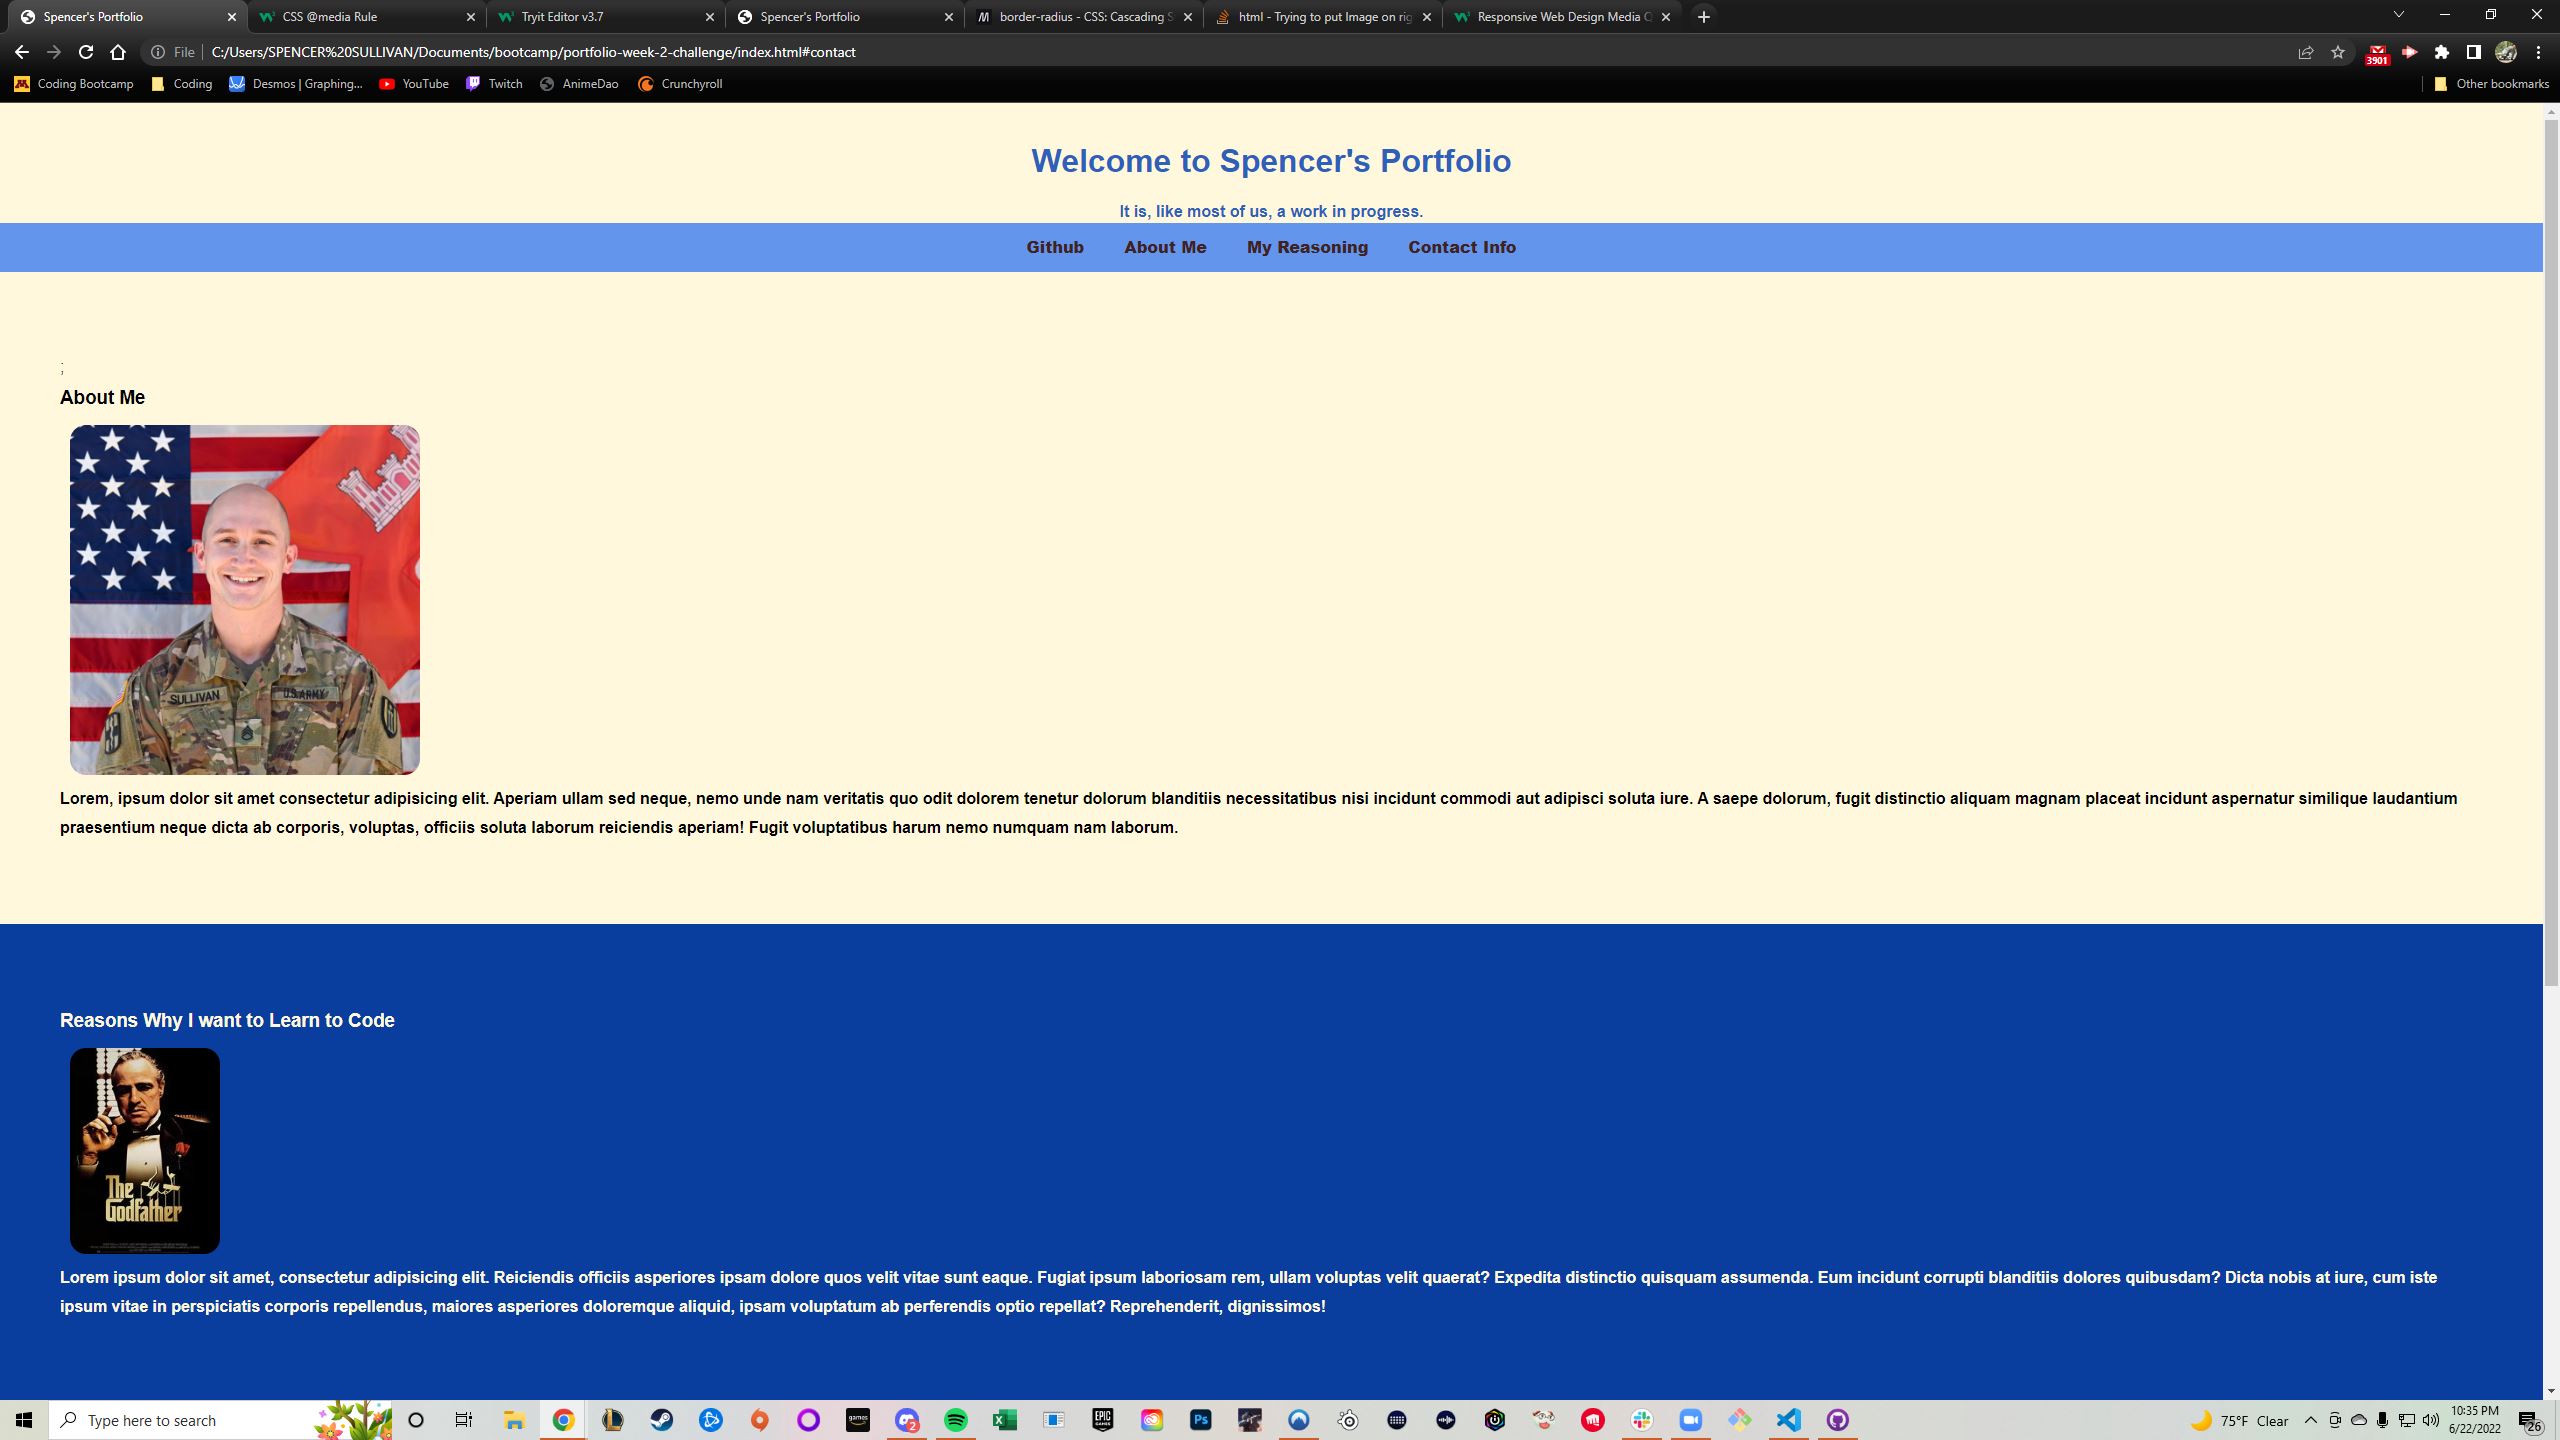 Spencer's Portfolio
CSS @media Rule
Tryit Editor v3.7
Spencer's Portfolio
border-radius - CSS: Cascading S
html - Trying to put Image on rig
Responsive Web Design Media Q
File
C:/Users/SPENCER%20SULLIVAN/Documents/bootcamp/portfolio-week-2-challenge/index.html#contact
3901
Coding Bootcamp
Coding
Desmos | Graphing...
YouTube
Twitch
AnimeDao
Crunchyroll
Other bookmarks
Welcome to Spencer's Portfolio
It is, like most of us, a work in progress.
Github
About Me
My Reasoning
Contact Info
;
About Me
SULLIVAN
U.S. ARMY
Lorem, ipsum dolor sit amet consectetur adipisicing elit. Aperiam ullam sed neque, nemo unde nam veritatis quo odit dolorem tenetur dolorum blanditiis necessitatibus nisi incidunt commodi aut adipisci soluta iure. A saepe dolorum, fugit distinctio aliquam magnam placeat incidunt aspernatur similique laudantium
praesentium neque dicta ab corporis, voluptas, officiis soluta laborum reiciendis aperiam! Fugit voluptatibus harum nemo numquam nam laborum.
Reasons Why I want to Learn to Code
The
Godfather
Lorem ipsum dolor sit amet, consectetur adipisicing elit. Reiciendis officiis asperiores ipsam dolore quos velit vitae sunt eaque. Fugiat ipsum laboriosam rem, ullam voluptas velit quaerat? Expedita distinctio quisquam assumenda. Eum incidunt corrupti blanditiis dolores quibusdam? Dicta nobis at iure, cum iste
ipsum vitae in perspiciatis corporis repellendus, maiores asperiores doloremque aliquid, ipsam voluptatum ab perferendis optio repellat? Reprehenderit, dignissimos!
Type here to search
games
2
EPIC
GAMES
Ps
75°F Clear
10:35 PM
6/22/2022
26